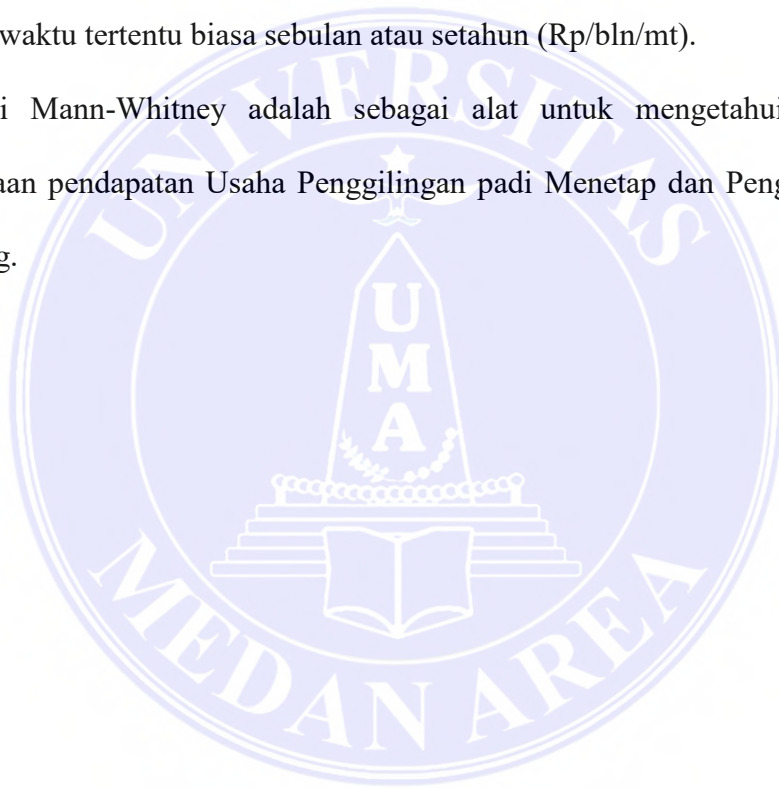 waktu tertentu biasa sebulan atau setahun (Rp/bln/mt).
i Mann-Whitney adalah sebagai alat untuk mengetahui
aan pendapatan Usaha Penggilingan padi Menetap dan Peng
g.
UNIVERSITAS
UMA
MEDAN AREA